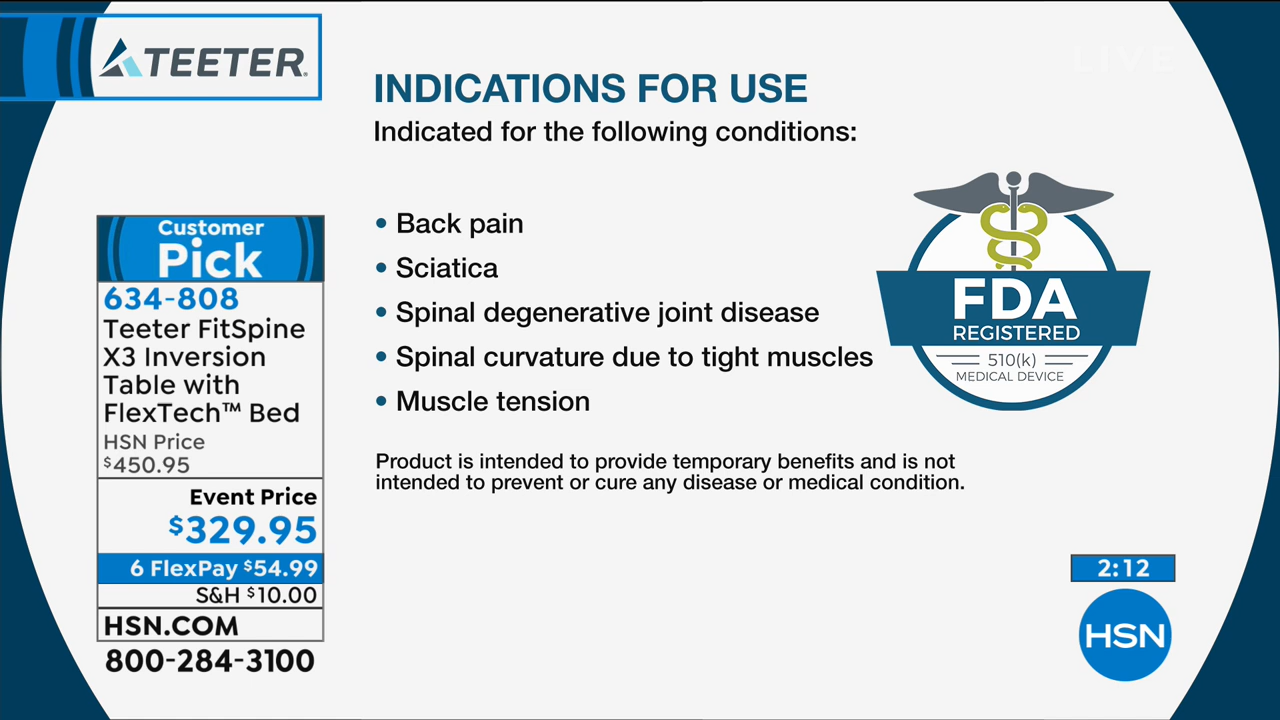 TEETER
LIVE
INDICATIONS FOR USE
Indicated for the following conditions:
• Back pain
• Sciatica
• Spinal degenerative joint disease
• Spinal curvature due to tight muscles
• Muscle tension
Product is intended to provide temporary benefits and is not
intended to prevent or cure any disease or medical condition.
FDA
REGISTERED
510(k)
MEDICAL DEVICE
Customer
Pick
634-808
Teeter FitSpine
X3 Inversion
Table with
FlexTech™ Bed
HSN Price
$450.95
Event Price
$329.95
6 FlexPay $54.99
S&H $10.00
HSN.COM
800-284-3100
2:12
HSN